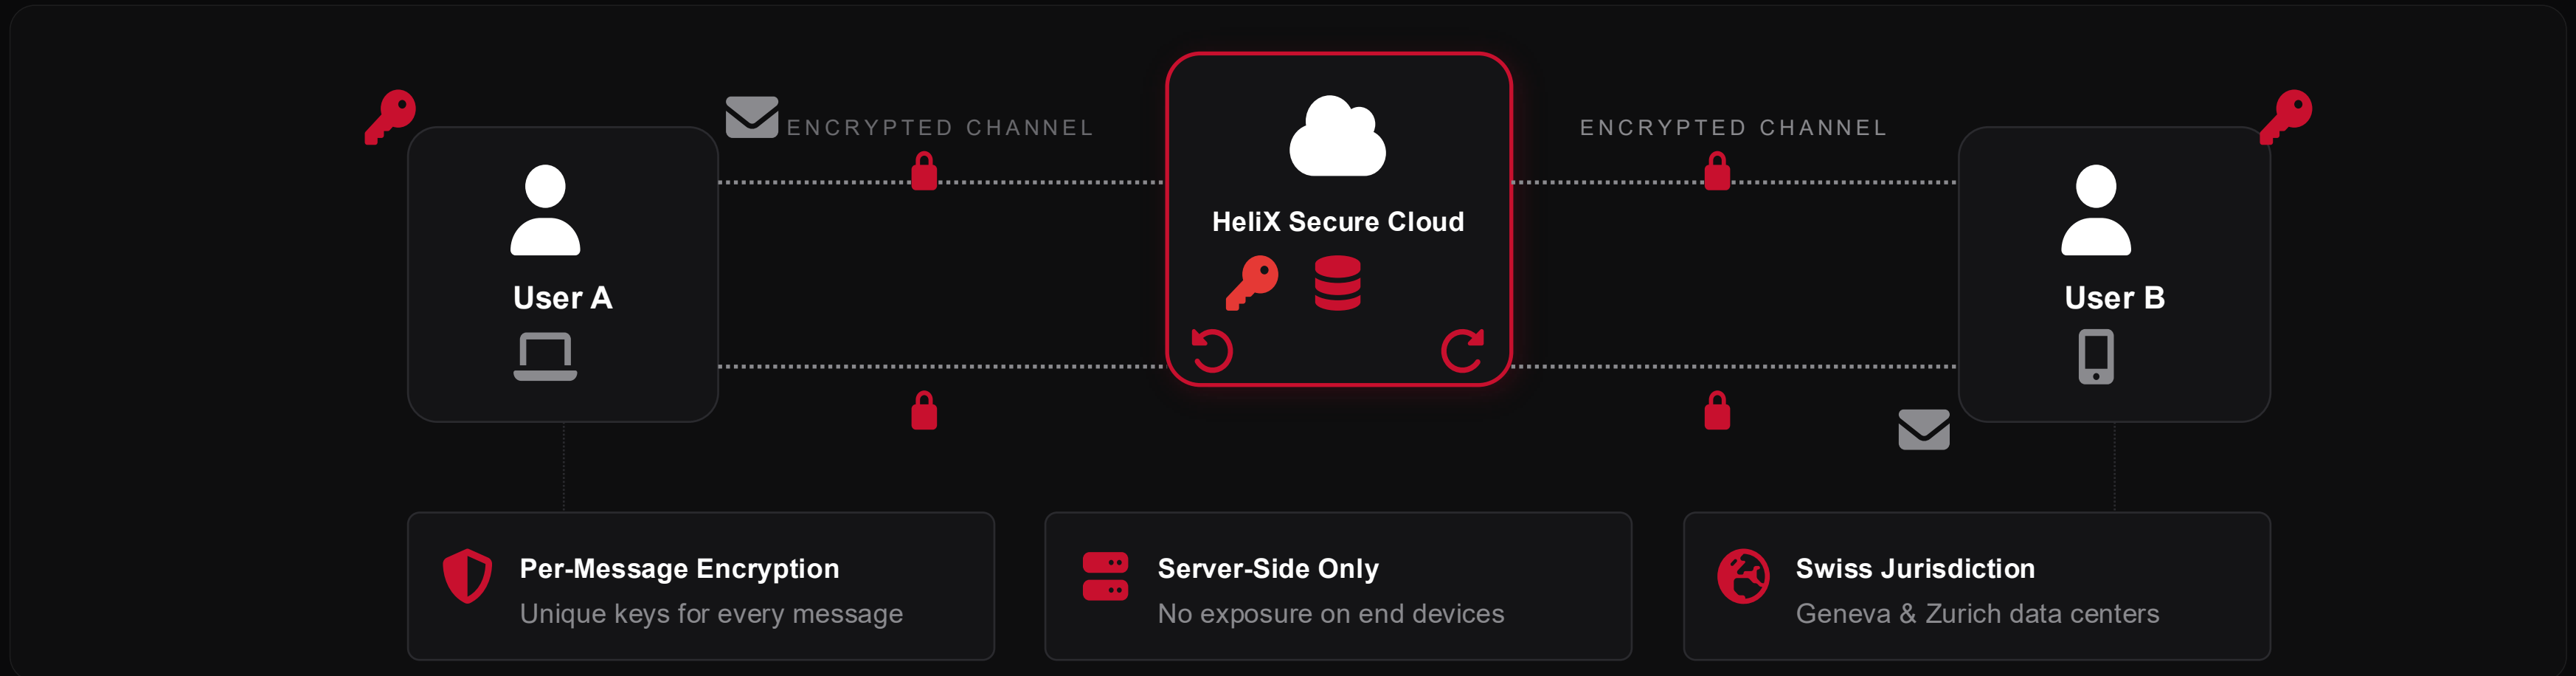 ENCRYPTED CHANNEL
ENCRYPTED CHANNEL
HeliX Secure Cloud
User A
User B
Per-Message Encryption
Unique keys for every message
Server-Side Only
No exposure on end devices
Swiss Jurisdiction
Geneva & Zurich data centers